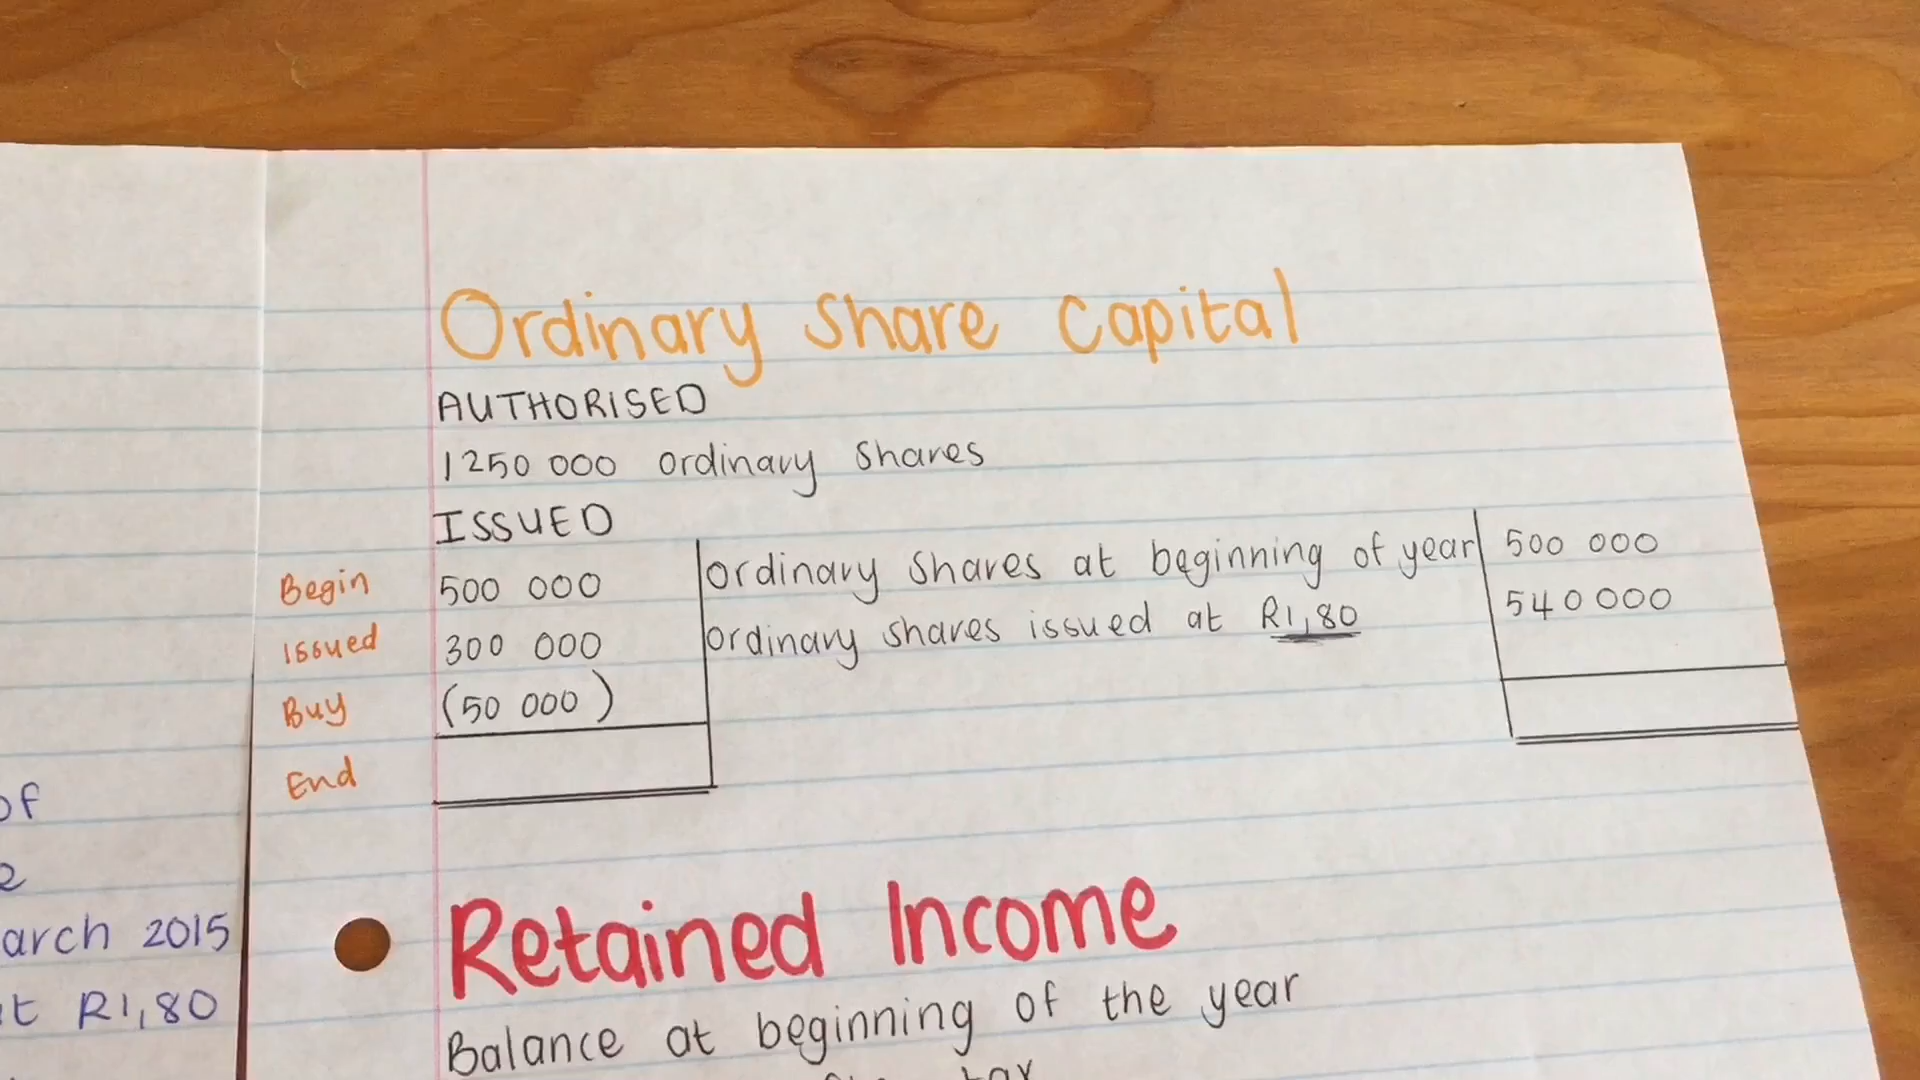 Ordinary Share Capital
AUTHORISED
1250 000 ordinary shares
ISSUED
Begin 500 000 ordinary shares at beginning of year 500 000
Issued 300 000 ordinary shares issued at R1,80 540 000
Buy (50 000)
End
of
arch 2015
t R1,80
Retained Income
Balance at beginning of the year
tax